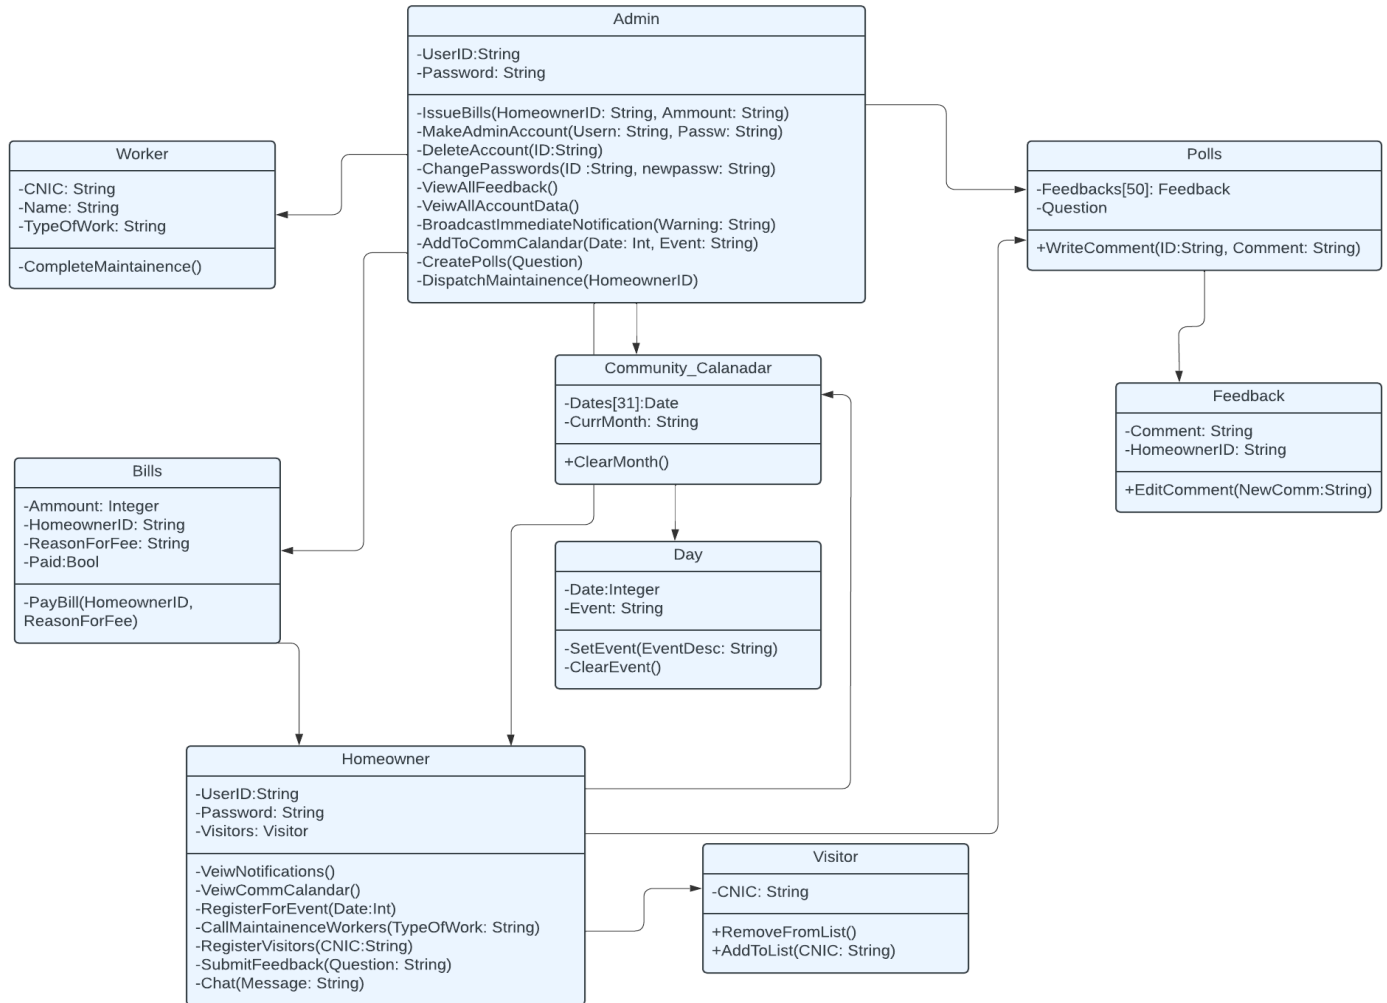 Admin
-UserID:String
-Password: String
-IssueBills(HomeownerID: String, Ammount: String)
-MakeAdminAccount(Usern: String, Passw: String)
-DeleteAccount(ID:String)
-ChangePasswords(ID :String, newpassw: String)
-ViewAllFeedback()
-VeiwAllAccountData()
-BroadcastImmediateNotification(Warning: String)
-AddToCommCalandar(Date: Int, Event: String)
-CreatePolls(Question)
-DispatchMaintainence(HomeownerID)
Worker
-CNIC: String
-Name: String
-TypeOfWork: String
-CompleteMaintainence()
Polls
-Feedbacks[50]: Feedback
-Question
+WriteComment(ID:String, Comment: String)
Community_Calanadar
-Dates[31]:Date
-CurrMonth: String
+ClearMonth()
Feedback
-Comment: String
-HomeownerID: String
+EditComment(NewComm:String)
Bills
-Ammount: Integer
-HomeownerID: String
-ReasonForFee: String
-Paid:Bool
-PayBill(HomeownerID,
ReasonForFee)
Day
-Date:Integer
-Event: String
-SetEvent(EventDesc: String)
-ClearEvent()
Homeowner
-UserID:String
-Password: String
-Visitors: Visitor
-VeiwNotifications()
-VeiwCommCalandar()
-RegisterForEvent(Date:Int)
-CallMaintainenceWorkers(TypeOfWork: String)
-RegisterVisitors(CNIC:String)
-SubmitFeedback(Question: String)
-Chat(Message: String)
Visitor
-CNIC: String
+RemoveFromList()
+AddToList(CNIC: String)